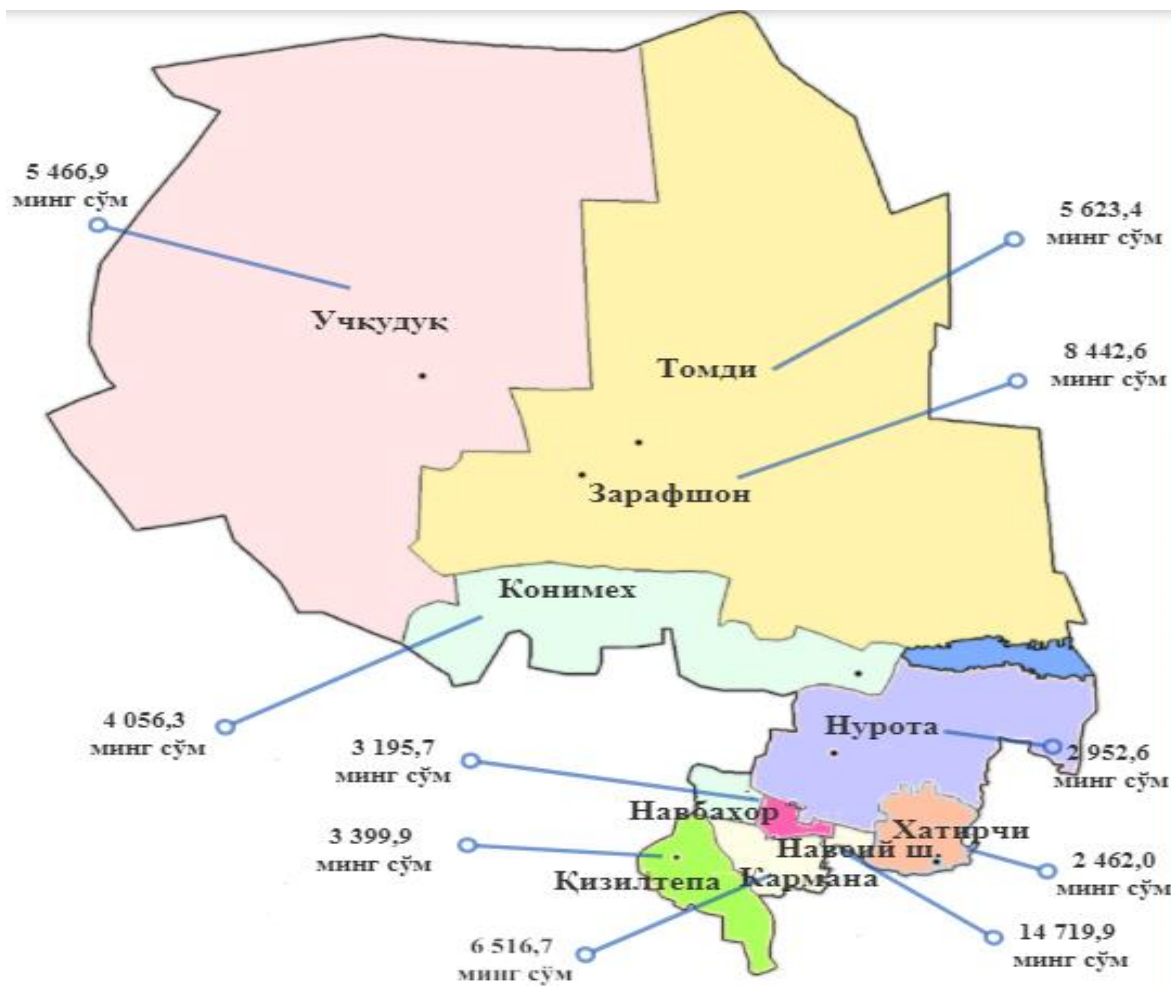 5 466,9
минг сўм
5 623,4
минг сўм
Учқудуқ
Томди
8 442,6
минг сўм
Зарафшон
Конимех
4 056,3
минг сўм
Нурота
3 195,7
минг сўм
2 952,6
минг сўм
Навбахор
Хатирчи
3 399,9
минг сўм
Навоий ш.
Қизилтепа
Кармана
2 462,0
минг сўм
6 516,7
минг сўм
14 719,9
минг сўм